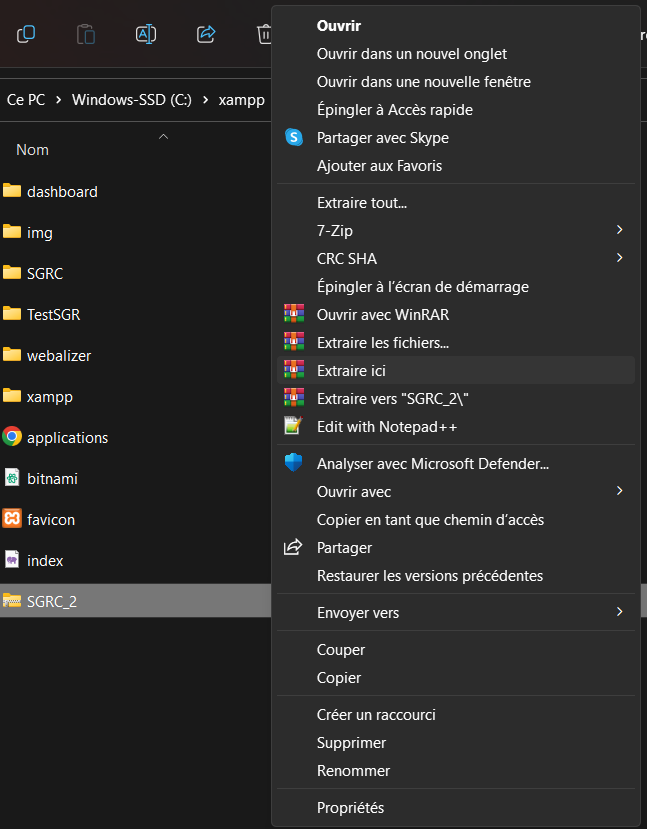 Ce PC > Windows-SSD (C:) > xampp
Nom
dashboard
img
SGRC
TestSGR
webalizer
xampp
applications
bitnami
favicon
index
SGRC_2
Ouvrir
Ouvrir dans un nouvel onglet
Ouvrir dans une nouvelle fenêtre
Épingler à Accès rapide
Partager avec Skype
Ajouter aux Favoris
Extraire tout...
7-Zip
CRC SHA
Épingler à l'écran de démarrage
Ouvrir avec WinRAR
Extraire les fichiers...
Extraire ici
Extraire vers "SGRC_2\"
Edit with Notepad++
Analyser avec Microsoft Defender...
Ouvrir avec
Copier en tant que chemin d'accès
Partager
Restaurer les versions précédentes
Envoyer vers
Couper
Copier
Créer un raccourci
Supprimer
Renommer
Propriétés